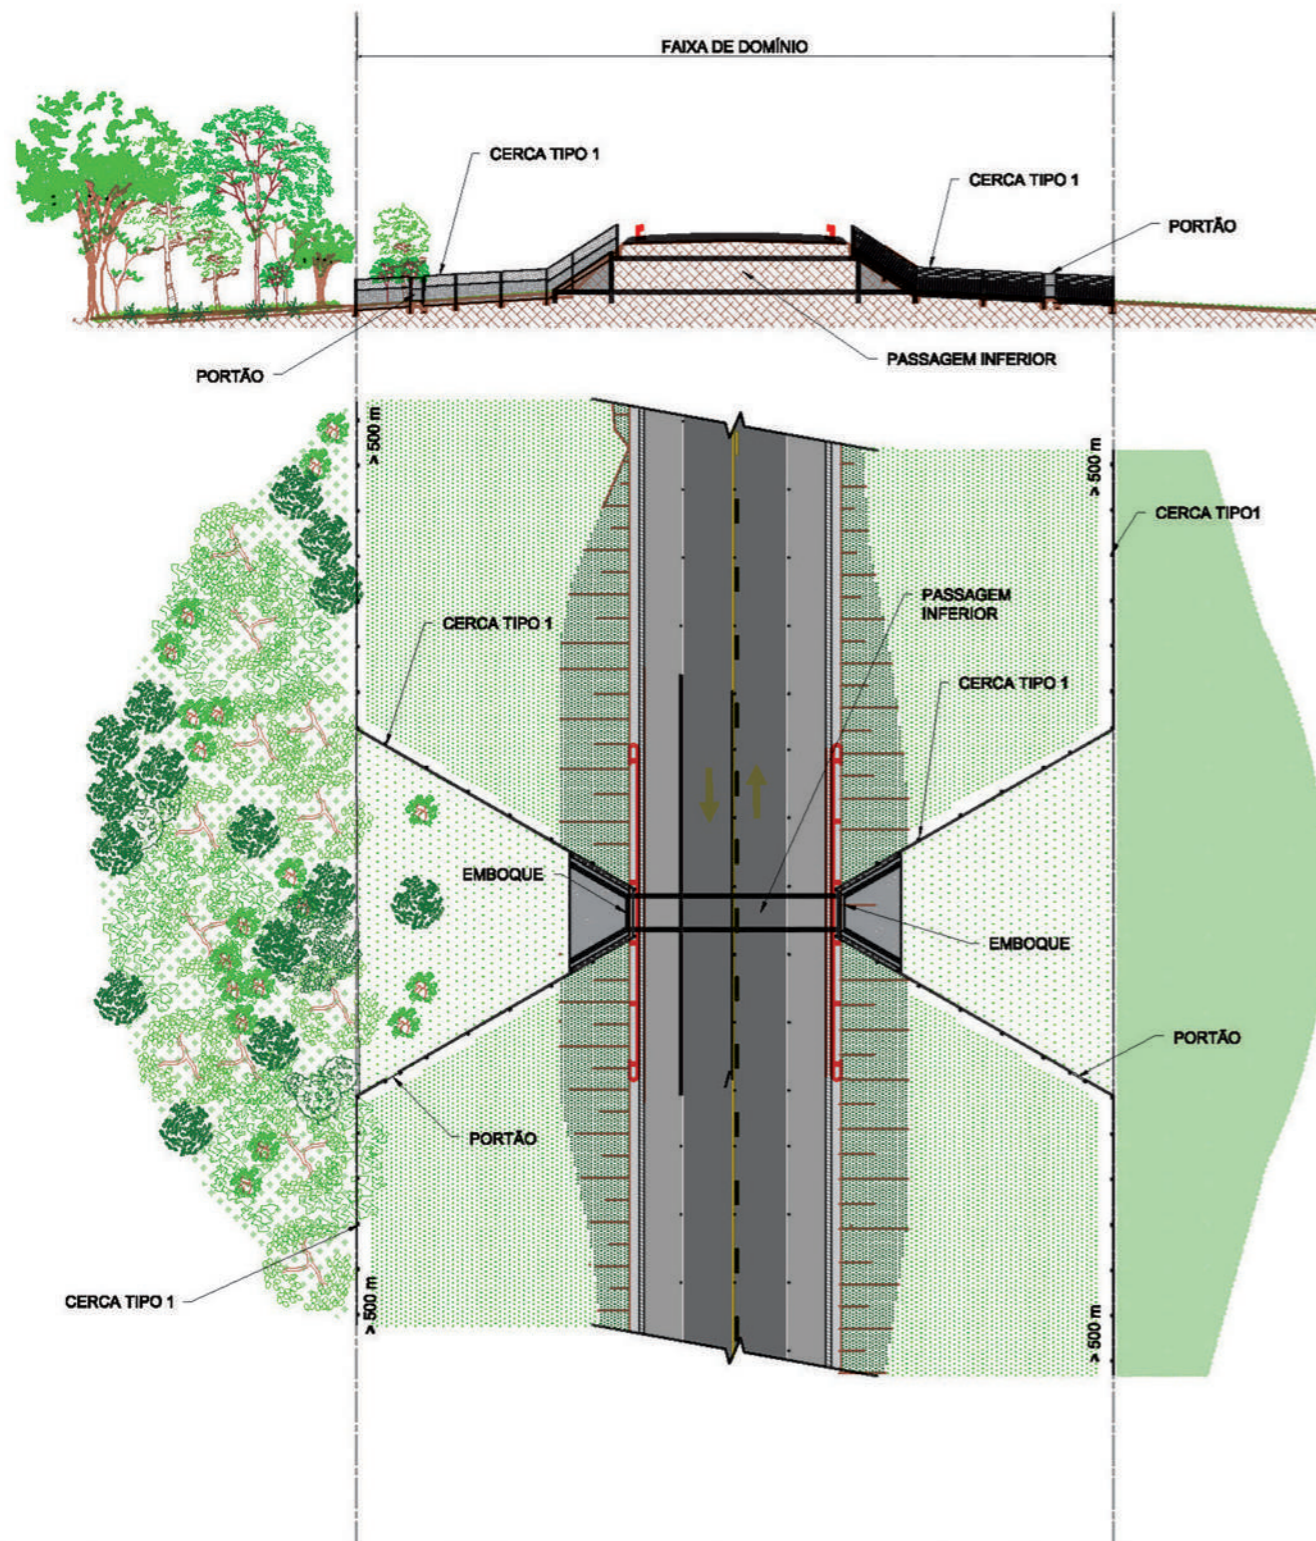 FAIXA DE DOMÍNIO
CERCA TIPO 1
CERCA TIPO 1
PORTÃO
PORTÃO
PASSAGEM INFERIOR
> 500 m
> 500 m
CERCA TIPO1
PASSAGEM
INFERIOR
CERCA TIPO 1
CERCA TIPO 1
EMBOQUE
EMBOQUE
PORTÃO
PORTÃO
CERCA TIPO 1
> 500 m
> 500 m